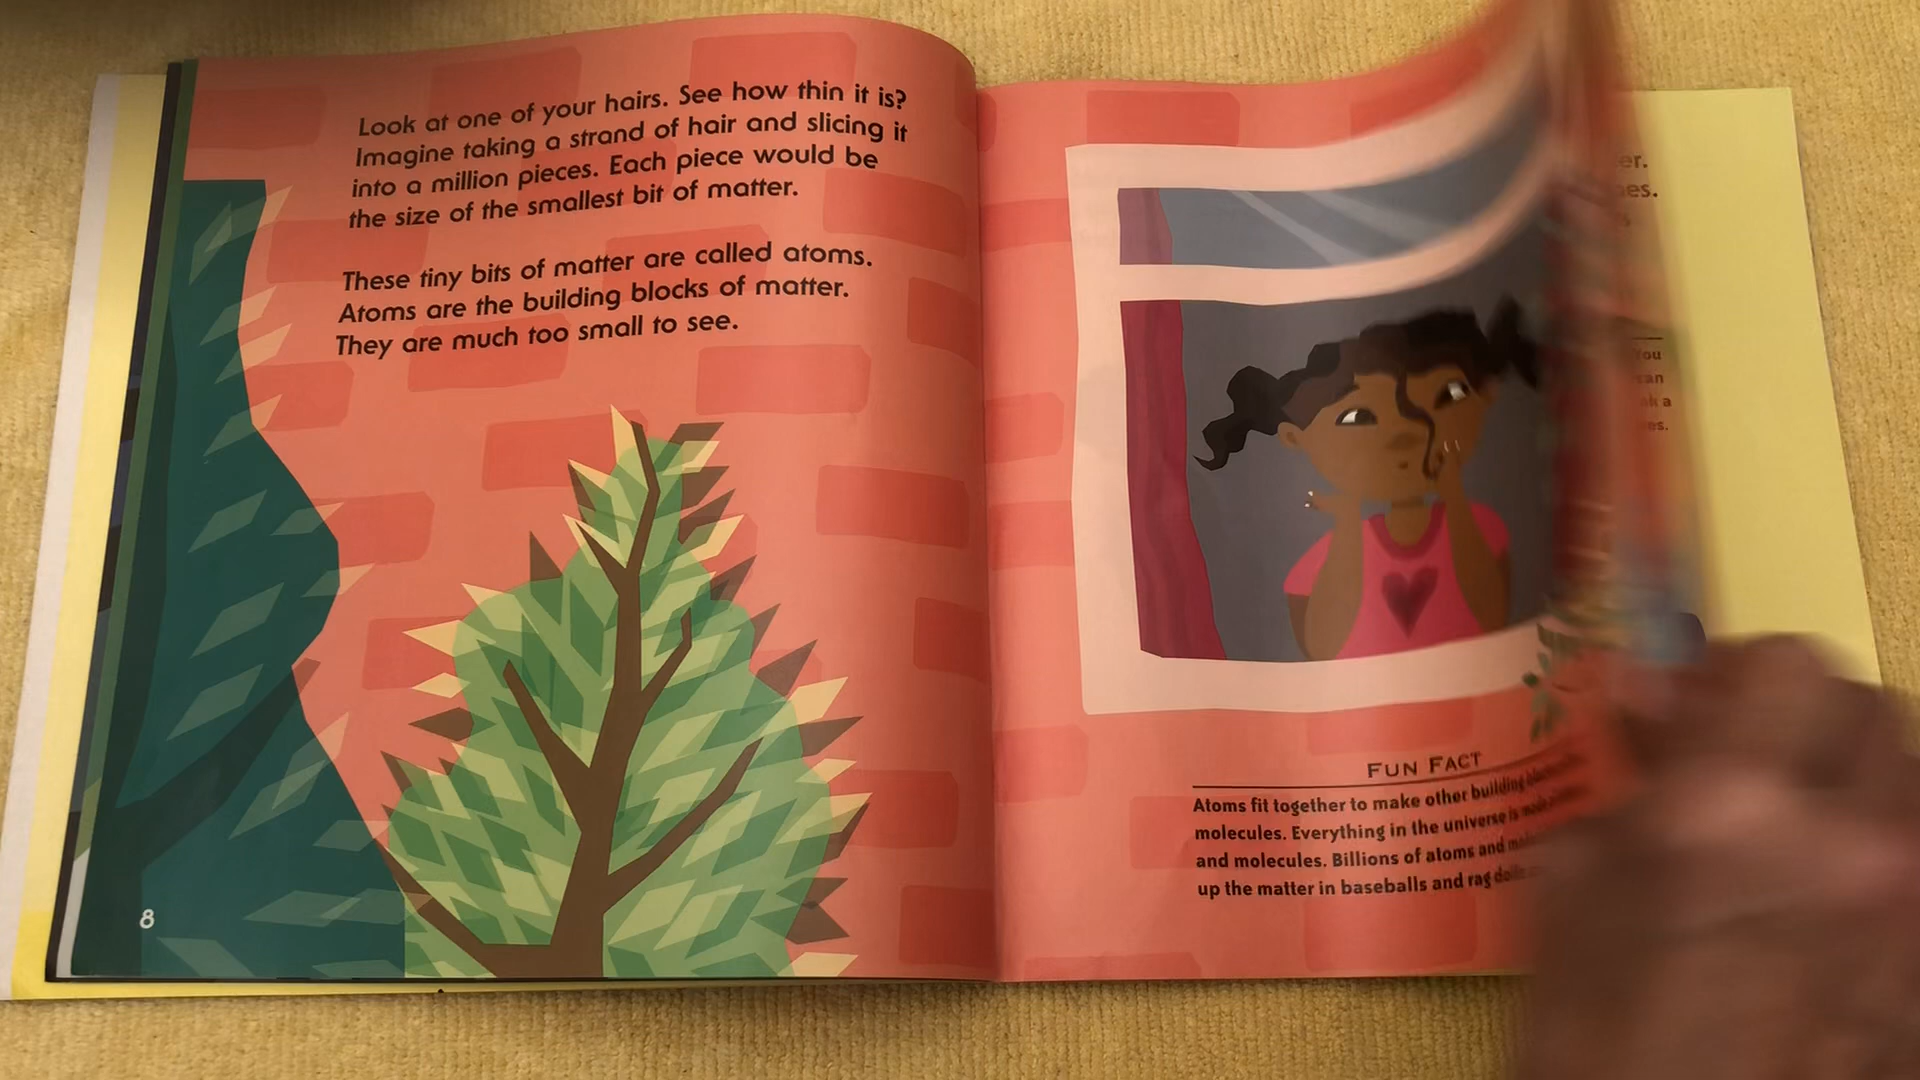 Look at one of your hairs. See how thin it is?
Imagine taking a strand of hair and slicing it
into a million pieces. Each piece would be
the size of the smallest bit of matter.
These tiny bits of matter are called atoms.
Atoms are the building blocks of matter.
They are much too small to see.
8
FUN FACT
Atoms fit together to make other building
molecules. Everything in the universe is made
and molecules. Billions of atoms and
up the matter in baseballs and rag